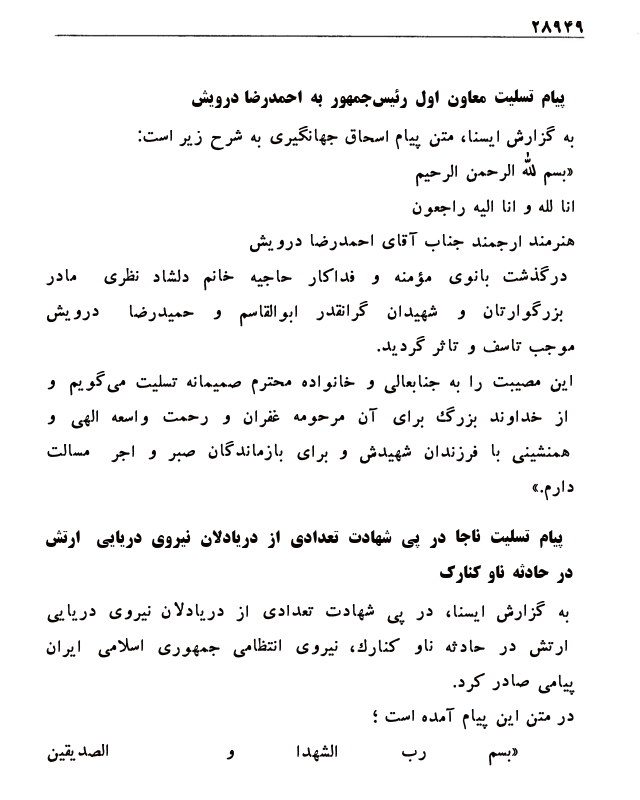 ۲۸۹۴۹
پیام تسلیت معاون اول رئیس‌جمهور به احمدرضا درویش
به گزارش ایسنا، متن پیام اسحاق جهانگیری به شرح زیر است:
«بسم لله الرحمن الرحیم
انا لله و انا الیه راجعون
هنرمند ارجمند جناب آقای احمدرضا درویش
درگذشت بانوی مؤمنه و فداکار حاجیه خانم دلشاد نظری مادر
بزرگوارتان و شهیدان گرانقدر ابوالقاسم و حمیدرضا درویش
موجب تاسف و تاثر گردید.
این مصیبت را به جنابعالی و خانواده محترم صمیمانه تسلیت می‌گویم و
از خداوند بزرگ برای آن مرحومه غفران و رحمت واسعه الهی و
همنشینی با فرزندان شهیدش و برای بازماندگان صبر و اجر مسالت
دارم.»
پیام تسلیت ناجا در پی شهادت تعدادی از دریادلان نیروی دریایی ارتش
در حادثه ناو کنارک
به گزارش ایسنا، در پی شهادت تعدادی از دریادلان نیروی دریایی
ارتش در حادثه ناو کنارك، نیروی انتظامی جمهوری اسلامی ایران
پیامی صادر کرد.
در متن این پیام آمده است ؛
«بسم رب الشهدا و الصدیقین